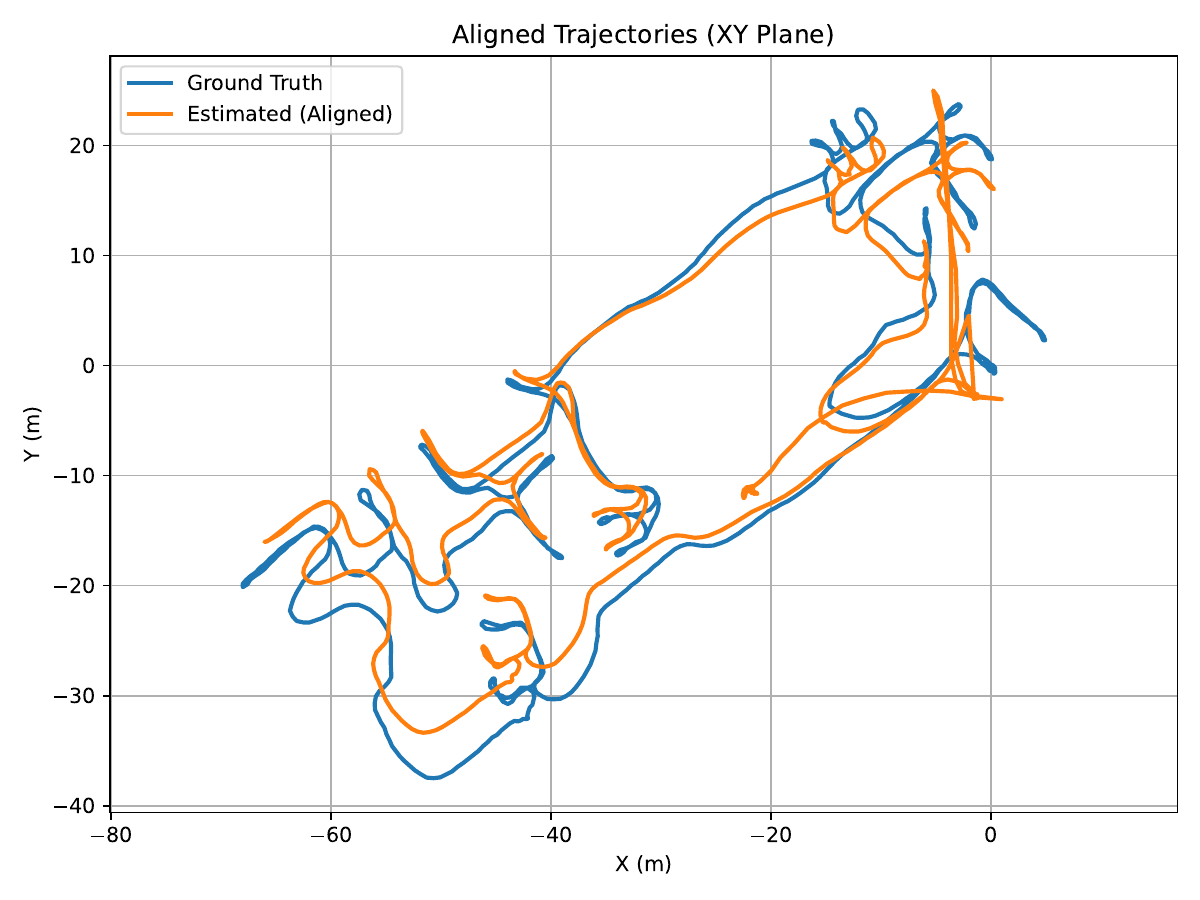 Aligned Trajectories (XY Plane)
Ground Truth
Estimated (Aligned)
20
10
0
−10
−20
−30
−40
Y (m)
−80 −60 −40 −20 0
X (m)